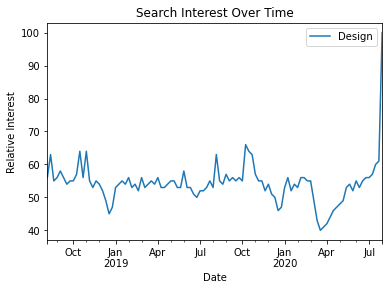 Search Interest Over Time
Design
Relative Interest
100
90
80
70
60
50
40
Oct
Jan
2019
Apr
Jul
Oct
Jan
2020
Apr
Jul
Date